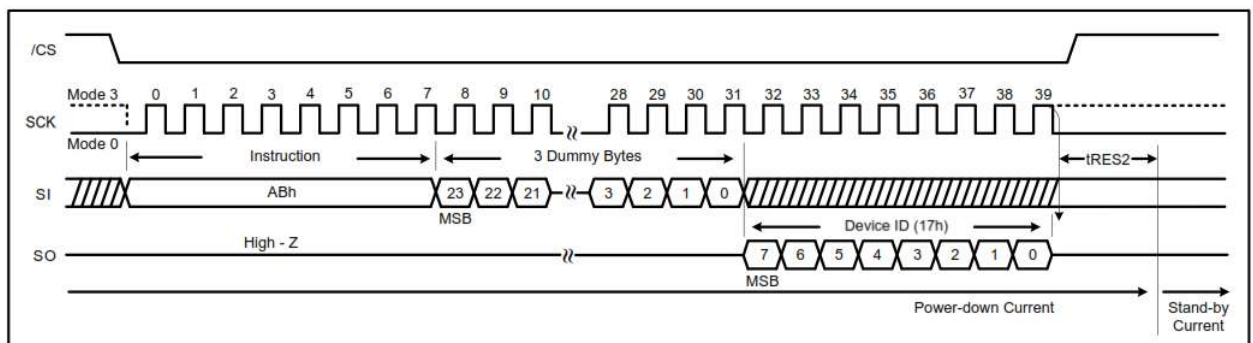 /CS
Mode 3 0 1 2 3 4 5 6 7 8 9 10 28 29 30 31 32 33 34 35 36 37 38 39
SCK
Mode 0
Instruction 3 Dummy Bytes tRES2
SI ABh 23 22 21 3 2 1 0
MSB Device ID (17h)
High - Z
SO 7 6 5 4 3 2 1 0
MSB
Power-down Current Stand-by
Current